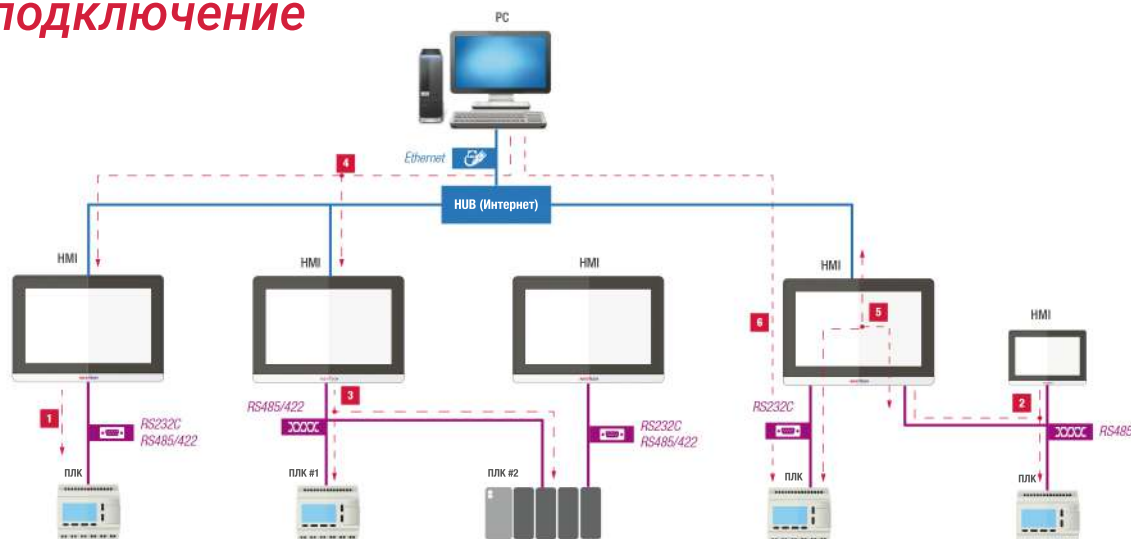 подключение
PC
Ethernet
4
HUB (Интернет)
HMI
HMI
HMI
HMI
HMI
5
6
1
3
2
RS485/422
RS232C
RS485/422
RS232C
RS485/422
RS232C
RS485
ПЛК
ПЛК #1
ПЛК #2
ПЛК
ПЛК